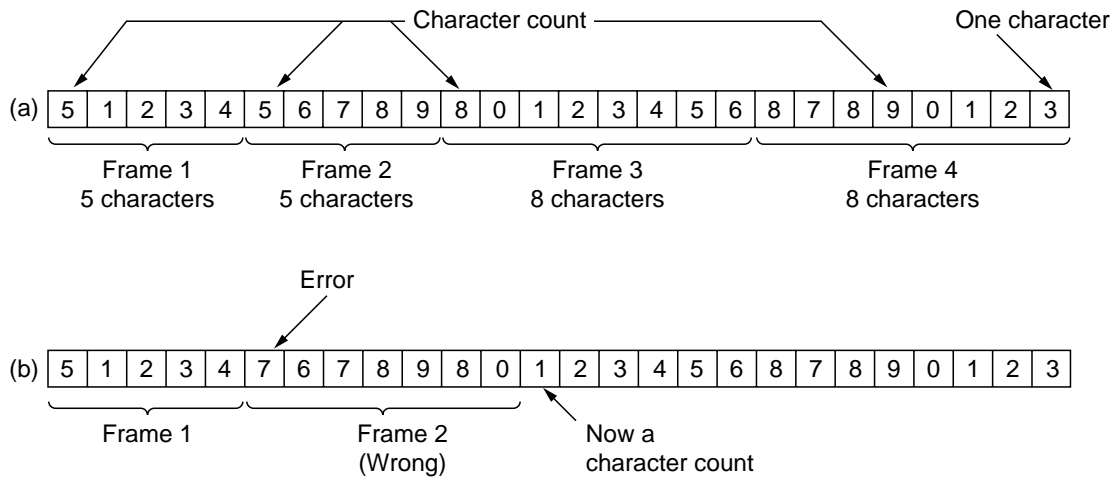 Character count One character
(a) 5 1 2 3 4 5 6 7 8 9 8 0 1 2 3 4 5 6 8 7 8 9 0 1 2 3
Frame 1 Frame 2 Frame 3 Frame 4
5 characters 5 characters 8 characters 8 characters
Error
(b) 5 1 2 3 4 7 6 7 8 9 8 0 1 2 3 4 5 6 8 7 8 9 0 1 2 3
Frame 1 Frame 2 Now a
(Wrong) character count